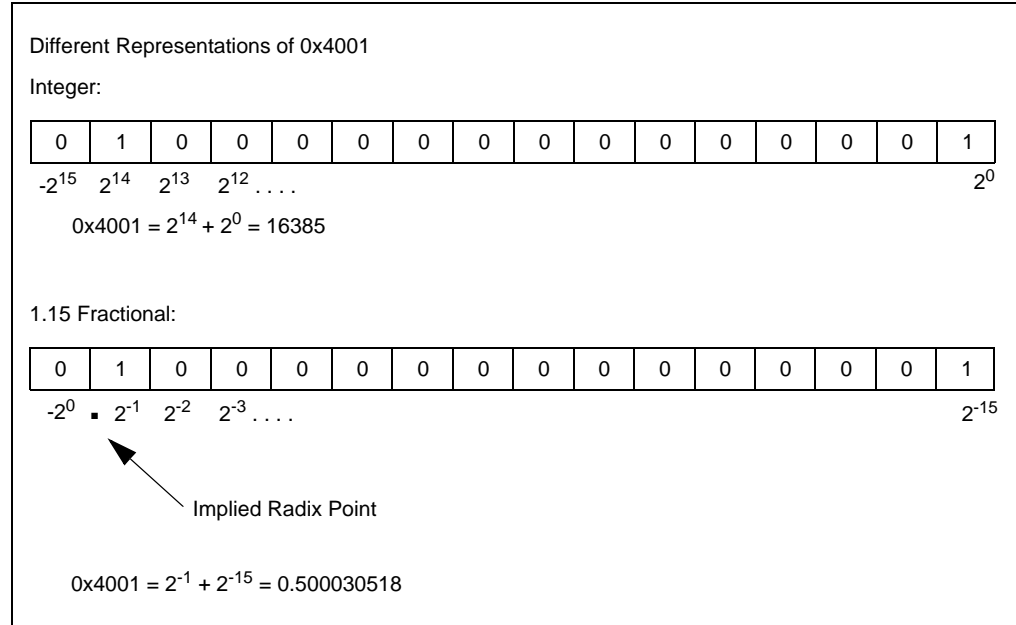 Different Representations of 0x4001
Integer:
0 1 0 0 0 0 0 0 0 0 0 0 0 0 0 1
-2^15 2^14 2^13 2^12 . . . . 2^0
0x4001 = 2^14 + 2^0 = 16385
1.15 Fractional:
0 1 0 0 0 0 0 0 0 0 0 0 0 0 0 1
-2^0 . 2^-1 2^-2 2^-3 . . . . 2^-15
Implied Radix Point
0x4001 = 2^-1 + 2^-15 = 0.500030518